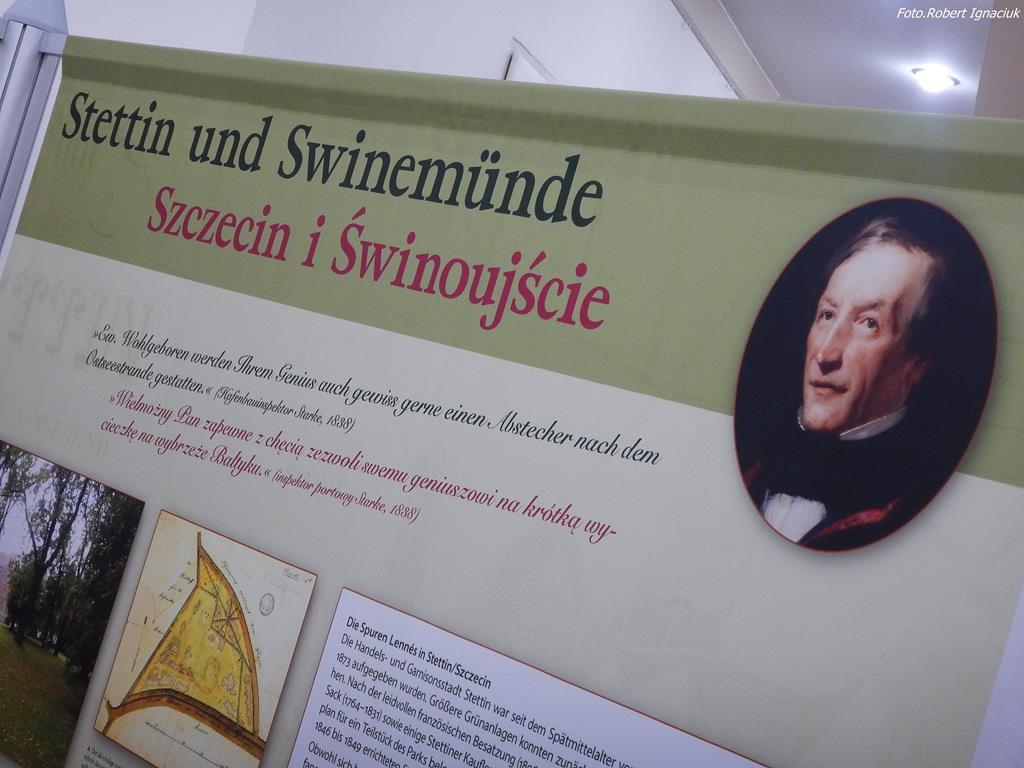 Foto.Robert Ignaciuk
Stettin und Swinemünde
Szczecin i Świnoujście
»Ew. Wohlgeboren werden Ihrem Genius auch gewiss gerne einen Abstecher nach dem
Ostseestrande gestatten.« (Hafenbauinspektor Starke, 1838)
»Wielmożny Pan zapewne z chęcią zezwoli swemu geniuszowi na krótką wy-
cieczkę na wybrzeże Bałtyku.« (inspektor portowy Starke, 1838)
Die Spuren Lennés in Stettin/Szczecin
Die Handels- und Garnisonsstadt Stettin war seit dem Spätmittelalter
1873 aufgegeben wurden. Größere Grünanlagen konnten
hen. Nach der leidvollen französischen Besatzung
Sack (1764–1831) sowie einige Stettiner
plan für ein Teilstück des Parks
1846 bis 1849 errichteten
Obwohl sich